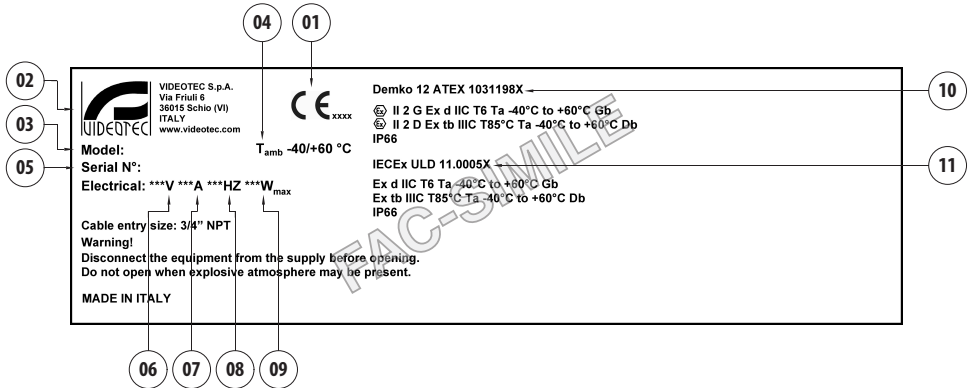 04
01
02
VIDEOTEC S.p.A.
Via Friuli 6
36015 Schio (VI)
ITALY
www.videotec.com
VIDEOTEC
CE xxxx
Demko 12 ATEX 1031198X
10
Ex II 2 G Ex d IIC T6 Ta -40°C to +60°C Gb
Ex II 2 D Ex tb IIIC T85°C Ta -40°C to +60°C Db
IP66
03
Model:
Tamb -40/+60 °C
05
Serial N°:
IECEx ULD 11.0005X
11
Electrical: ***V ***A ***HZ ***Wmax
Ex d IIC T6 Ta -40°C to +60°C Gb
Ex tb IIIC T85°C Ta -40°C to +60°C Db
IP66
Cable entry size: 3/4” NPT
Warning!
Disconnect the equipment from the supply before opening.
Do not open when explosive atmosphere may be present.
MADE IN ITALY
FAC-SIMILE
06
07
08
09